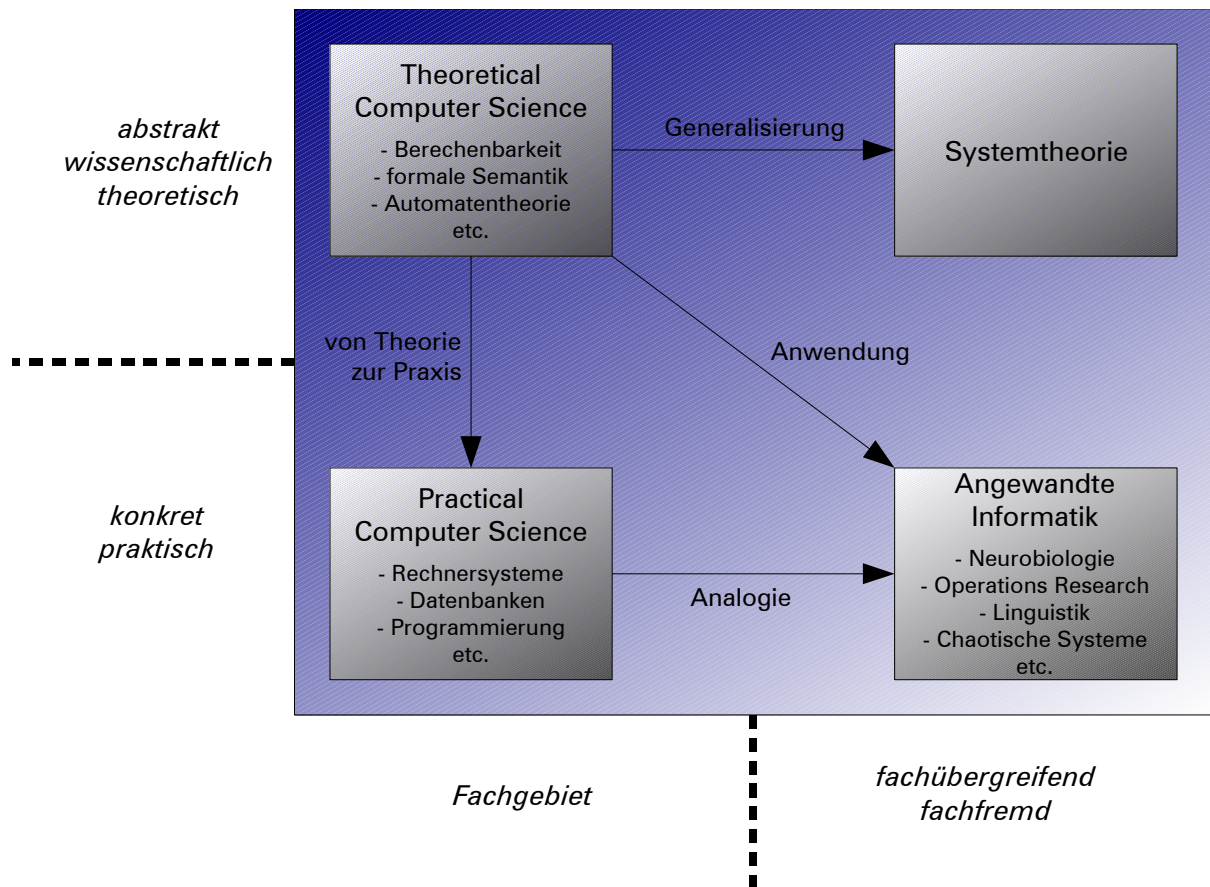 Theoretical
Computer Science
- Berechenbarkeit
- formale Semantik
- Automatentheorie
etc.
Generalisierung
Systemtheorie
abstrakt
wissenschaftlich
theoretisch
von Theorie
zur Praxis
Anwendung
konkret
praktisch
Practical
Computer Science
- Rechnersysteme
- Datenbanken
- Programmierung
etc.
Analogie
Angewandte
Informatik
- Neurobiologie
- Operations Research
- Linguistik
- Chaotische Systeme
etc.
Fachgebiet
fachübergreifend
fachfremd